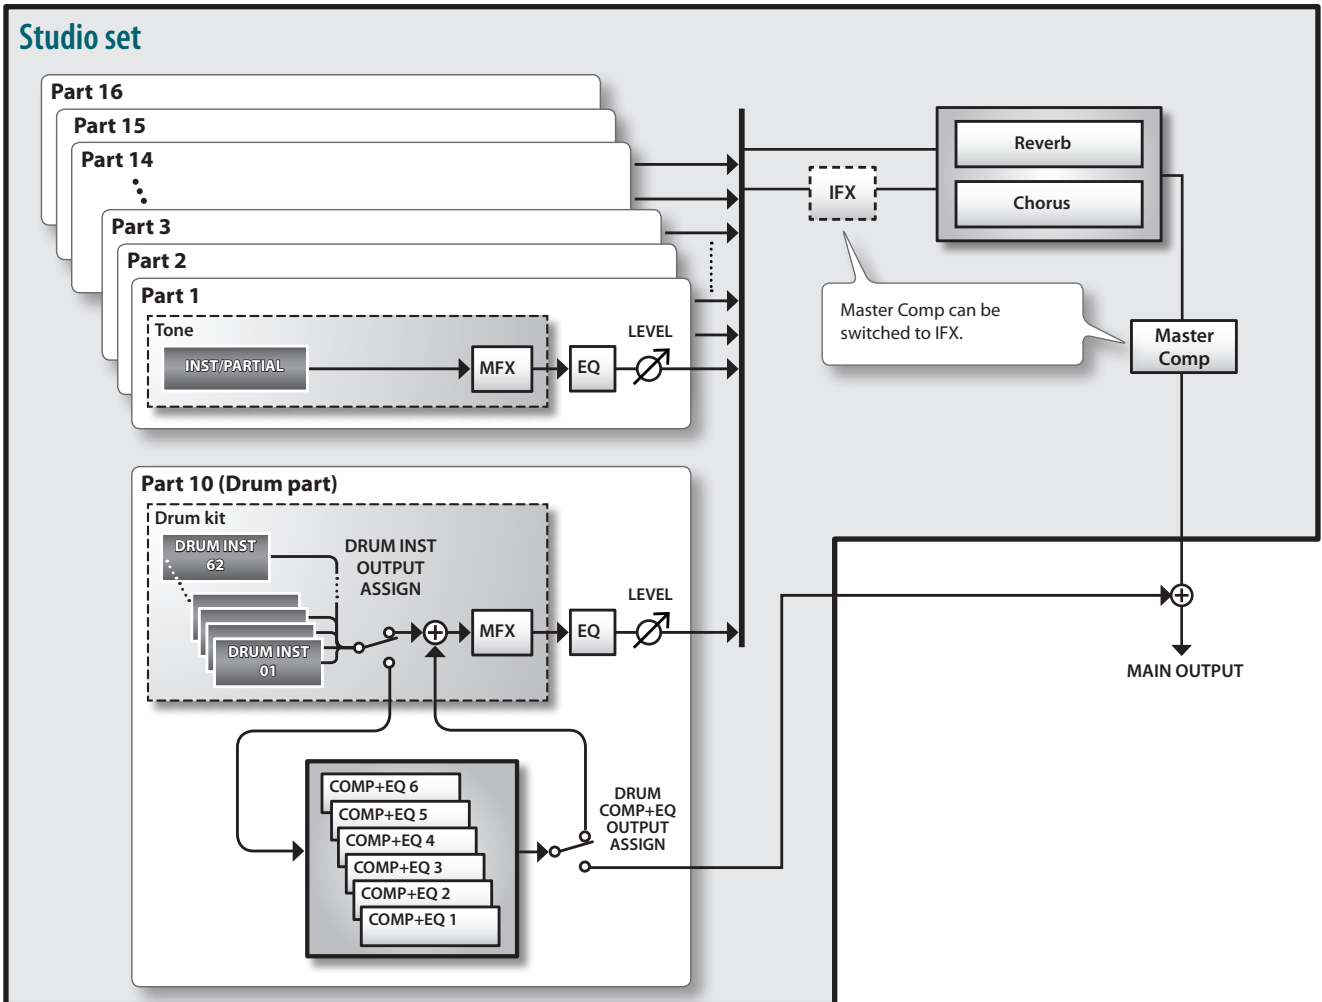 Studio set
Part 16
Part 15
Part 14
Part 3
Part 2
Part 1
Tone
INST/PARTIAL
MFX
EQ
LEVEL
IFX
Reverb
Chorus
Master Comp can be
switched to IFX.
Master
Comp
Part 10 (Drum part)
Drum kit
DRUM INST
62
DRUM INST
OUTPUT
ASSIGN
DRUM INST
01
MFX
EQ
LEVEL
MAIN OUTPUT
COMP+EQ 6
COMP+EQ 5
COMP+EQ 4
COMP+EQ 3
COMP+EQ 2
COMP+EQ 1
DRUM
COMP+EQ
OUTPUT
ASSIGN